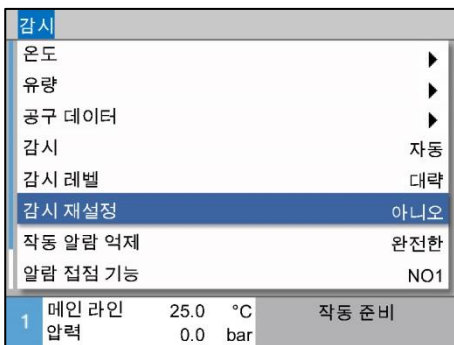 감시
온도
유량
공구 데이터
감시 자동
감시 레벨 대략
감시 재설정 아니오
작동 알람 억제 완전한
알람 접점 기능 NO1
1 메인 라인 25.0 °C 작동 준비
압력 0.0 bar